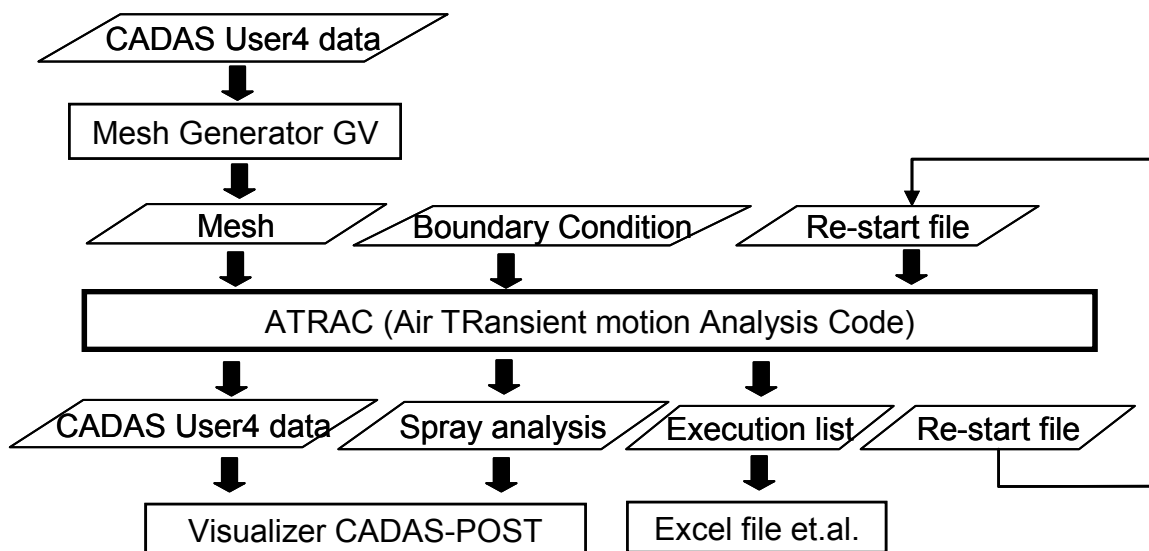 CADAS User4 data
Mesh Generator GV
Mesh
Boundary Condition
Re-start file
ATRAC (Air TRansient motion Analysis Code)
CADAS User4 data
Spray analysis
Execution list
Re-start file
Visualizer CADAS-POST
Excel file et.al.